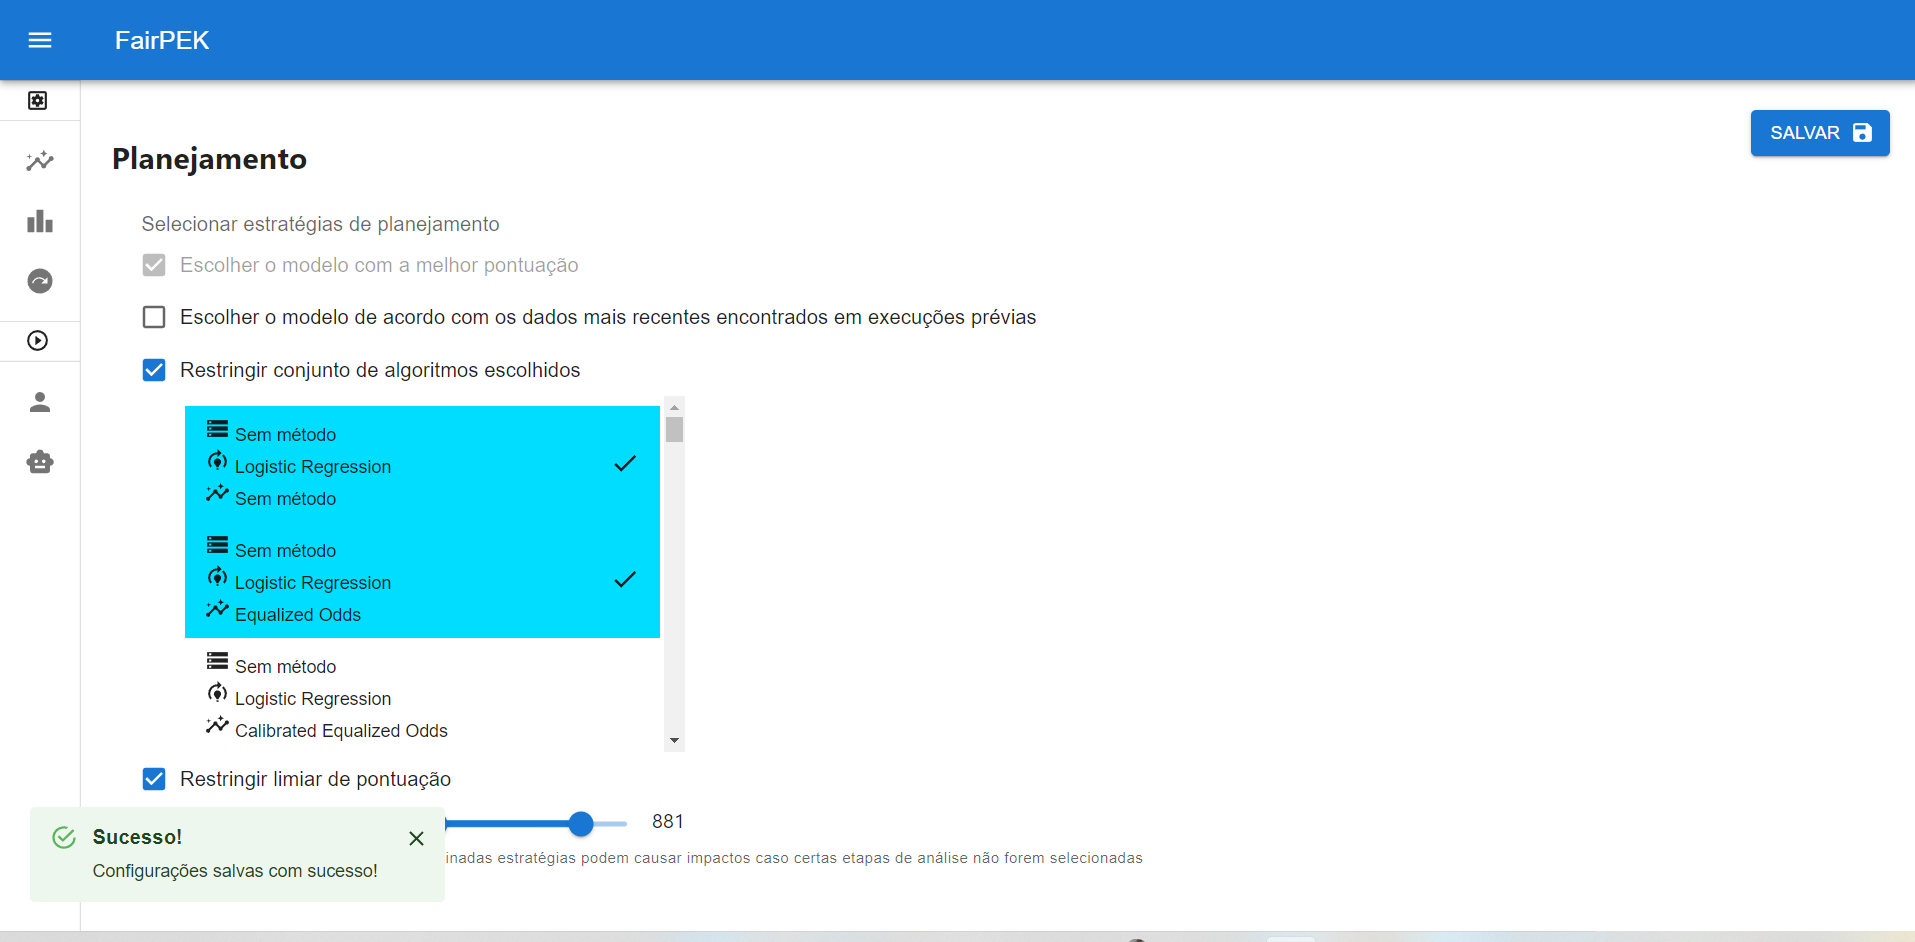 FairPEK
SALVAR
Planejamento
Selecionar estratégias de planejamento
Escolher o modelo com a melhor pontuação
Escolher o modelo de acordo com os dados mais recentes encontrados em execuções prévias
Restringir conjunto de algoritmos escolhidos
Sem método
Logistic Regression
Sem método
Sem método
Logistic Regression
Equalized Odds
Sem método
Logistic Regression
Calibrated Equalized Odds
Restringir limiar de pontuação
881
Sucesso!
Configurações salvas com sucesso!
estratégias podem causar impactos caso certas etapas de análise não forem selecionadas